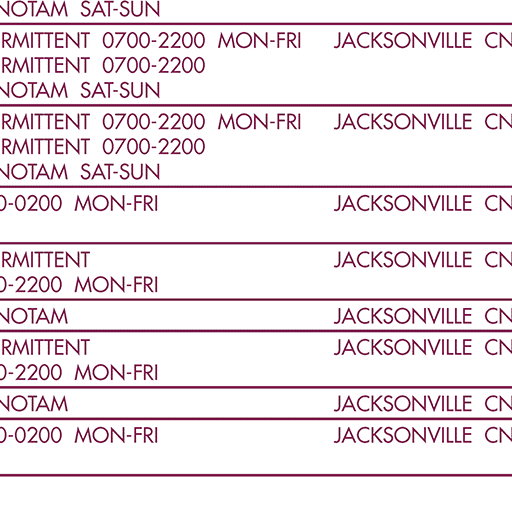 NOTAM SAT-SUN
RMITTENT 0700-2200 MON-FRI JACKSONVILLE CN
RMITTENT 0700-2200
NOTAM SAT-SUN
RMITTENT 0700-2200 MON-FRI JACKSONVILLE CN
RMITTENT 0700-2200
NOTAM SAT-SUN
0-0200 MON-FRI JACKSONVILLE CN
RMITTENT JACKSONVILLE CN
0-2200 MON-FRI
NOTAM JACKSONVILLE CN
RMITTENT JACKSONVILLE CN
0-2200 MON-FRI
NOTAM JACKSONVILLE CN
0-0200 MON-FRI JACKSONVILLE CN